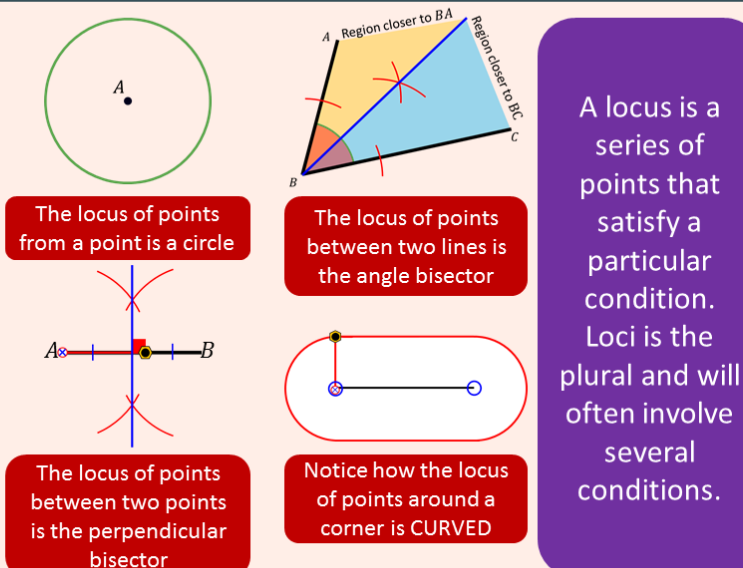 A
The locus of points
from a point is a circle
A
Region closer to BA
Region closer to BC
B
C
The locus of points
between two lines is
the angle bisector
A
B
The locus of points
between two points
is the perpendicular
bisector
Notice how the locus
of points around a
corner is CURVED
A locus is a
series of
points that
satisfy a
particular
condition.
Loci is the
plural and will
often involve
several
conditions.